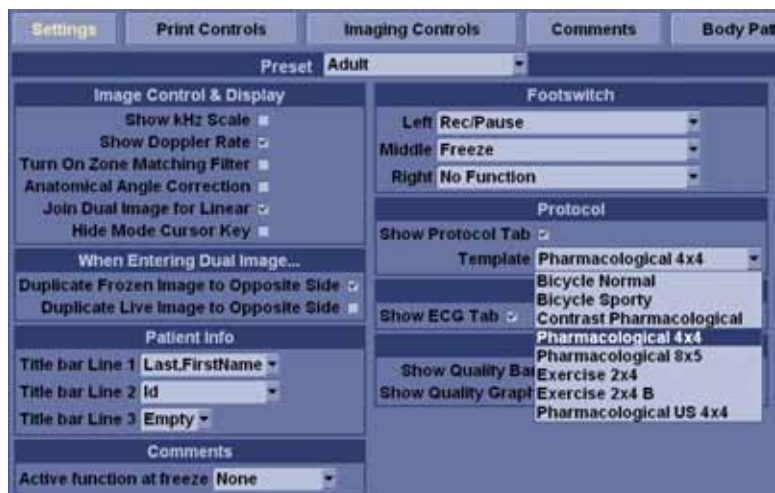 Settings Print Controls Imaging Controls Comments Body Pat
Preset Adult
Image Control & Display
Show kHz Scale
Show Doppler Rate
Turn On Zone Matching Filter
Anatomical Angle Correction
Join Dual Image for Linear
Hide Mode Cursor Key
When Entering Dual Image...
Duplicate Frozen Image to Opposite Side
Duplicate Live Image to Opposite Side
Patient Info
Title bar Line 1 Last,FirstName
Title bar Line 2 Id
Title bar Line 3 Empty
Comments
Active function at freeze None
Footswitch
Left Rec/Pause
Middle Freeze
Right No Function
Protocol
Show Protocol Tab
Template Pharmacological 4x4
Bicycle Normal
Bicycle Sporty
Contrast Pharmacological
Pharmacological 4x4
Pharmacological 8x5
Exercise 2x4
Exercise 2x4 B
Pharmacological US 4x4
Show ECG Tab
Show Quality Bar
Show Quality Graph